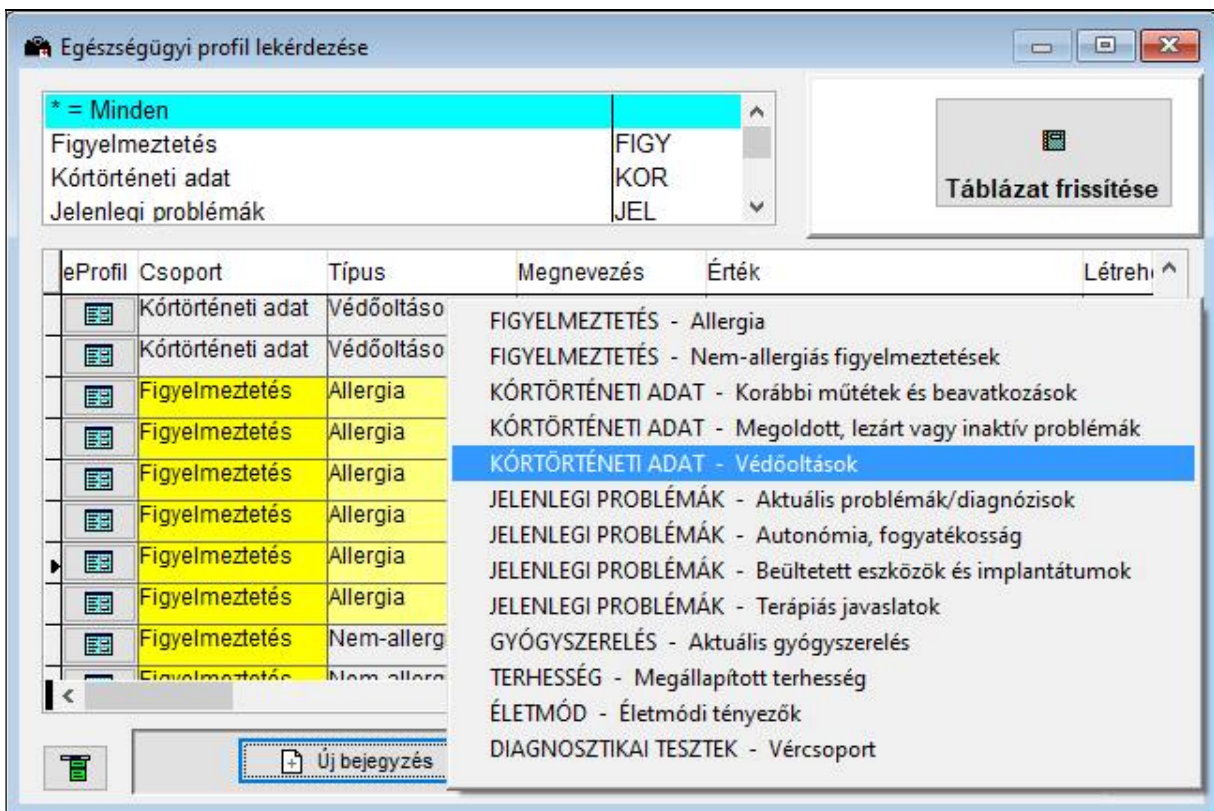 Egészségügyi profil lekérdezése
* = Minden
Figyelmeztetés FIGY
Kórtörténeti adat KOR
Jelenlegi problémák JEL
Táblázat frissítése
eProfil Csoport Típus Megnevezés Érték Létreh
Kórtörténeti adat Védőoltáso
Kórtörténeti adat Védőoltáso
Figyelmeztetés Allergia
Figyelmeztetés Allergia
Figyelmeztetés Allergia
Figyelmeztetés Allergia
Figyelmeztetés Allergia
Figyelmeztetés Allergia
Figyelmeztetés Nem-allerg
Figyelmeztetés Nem-allerg
FIGYELMEZTETÉS - Allergia
FIGYELMEZTETÉS - Nem-allergiás figyelmeztetések
KÓRTÖRTÉNETI ADAT - Korábbi műtétek és beavatkozások
KÓRTÖRTÉNETI ADAT - Megoldott, lezárt vagy inaktív problémák
KÓRTÖRTÉNETI ADAT - Védőoltások
JELENLEGI PROBLÉMÁK - Aktuális problémák/diagnózisok
JELENLEGI PROBLÉMÁK - Autonómia, fogyatékosság
JELENLEGI PROBLÉMÁK - Beültetett eszközök és implantátumok
JELENLEGI PROBLÉMÁK - Terápiás javaslatok
GYÓGYSZERELÉS - Aktuális gyógyszerelés
TERHESSÉG - Megállapított terhesség
ÉLETMÓD - Életmódi tényezők
DIAGNOSZTIKAI TESZTEK - Vércsoport
Új bejegyzés